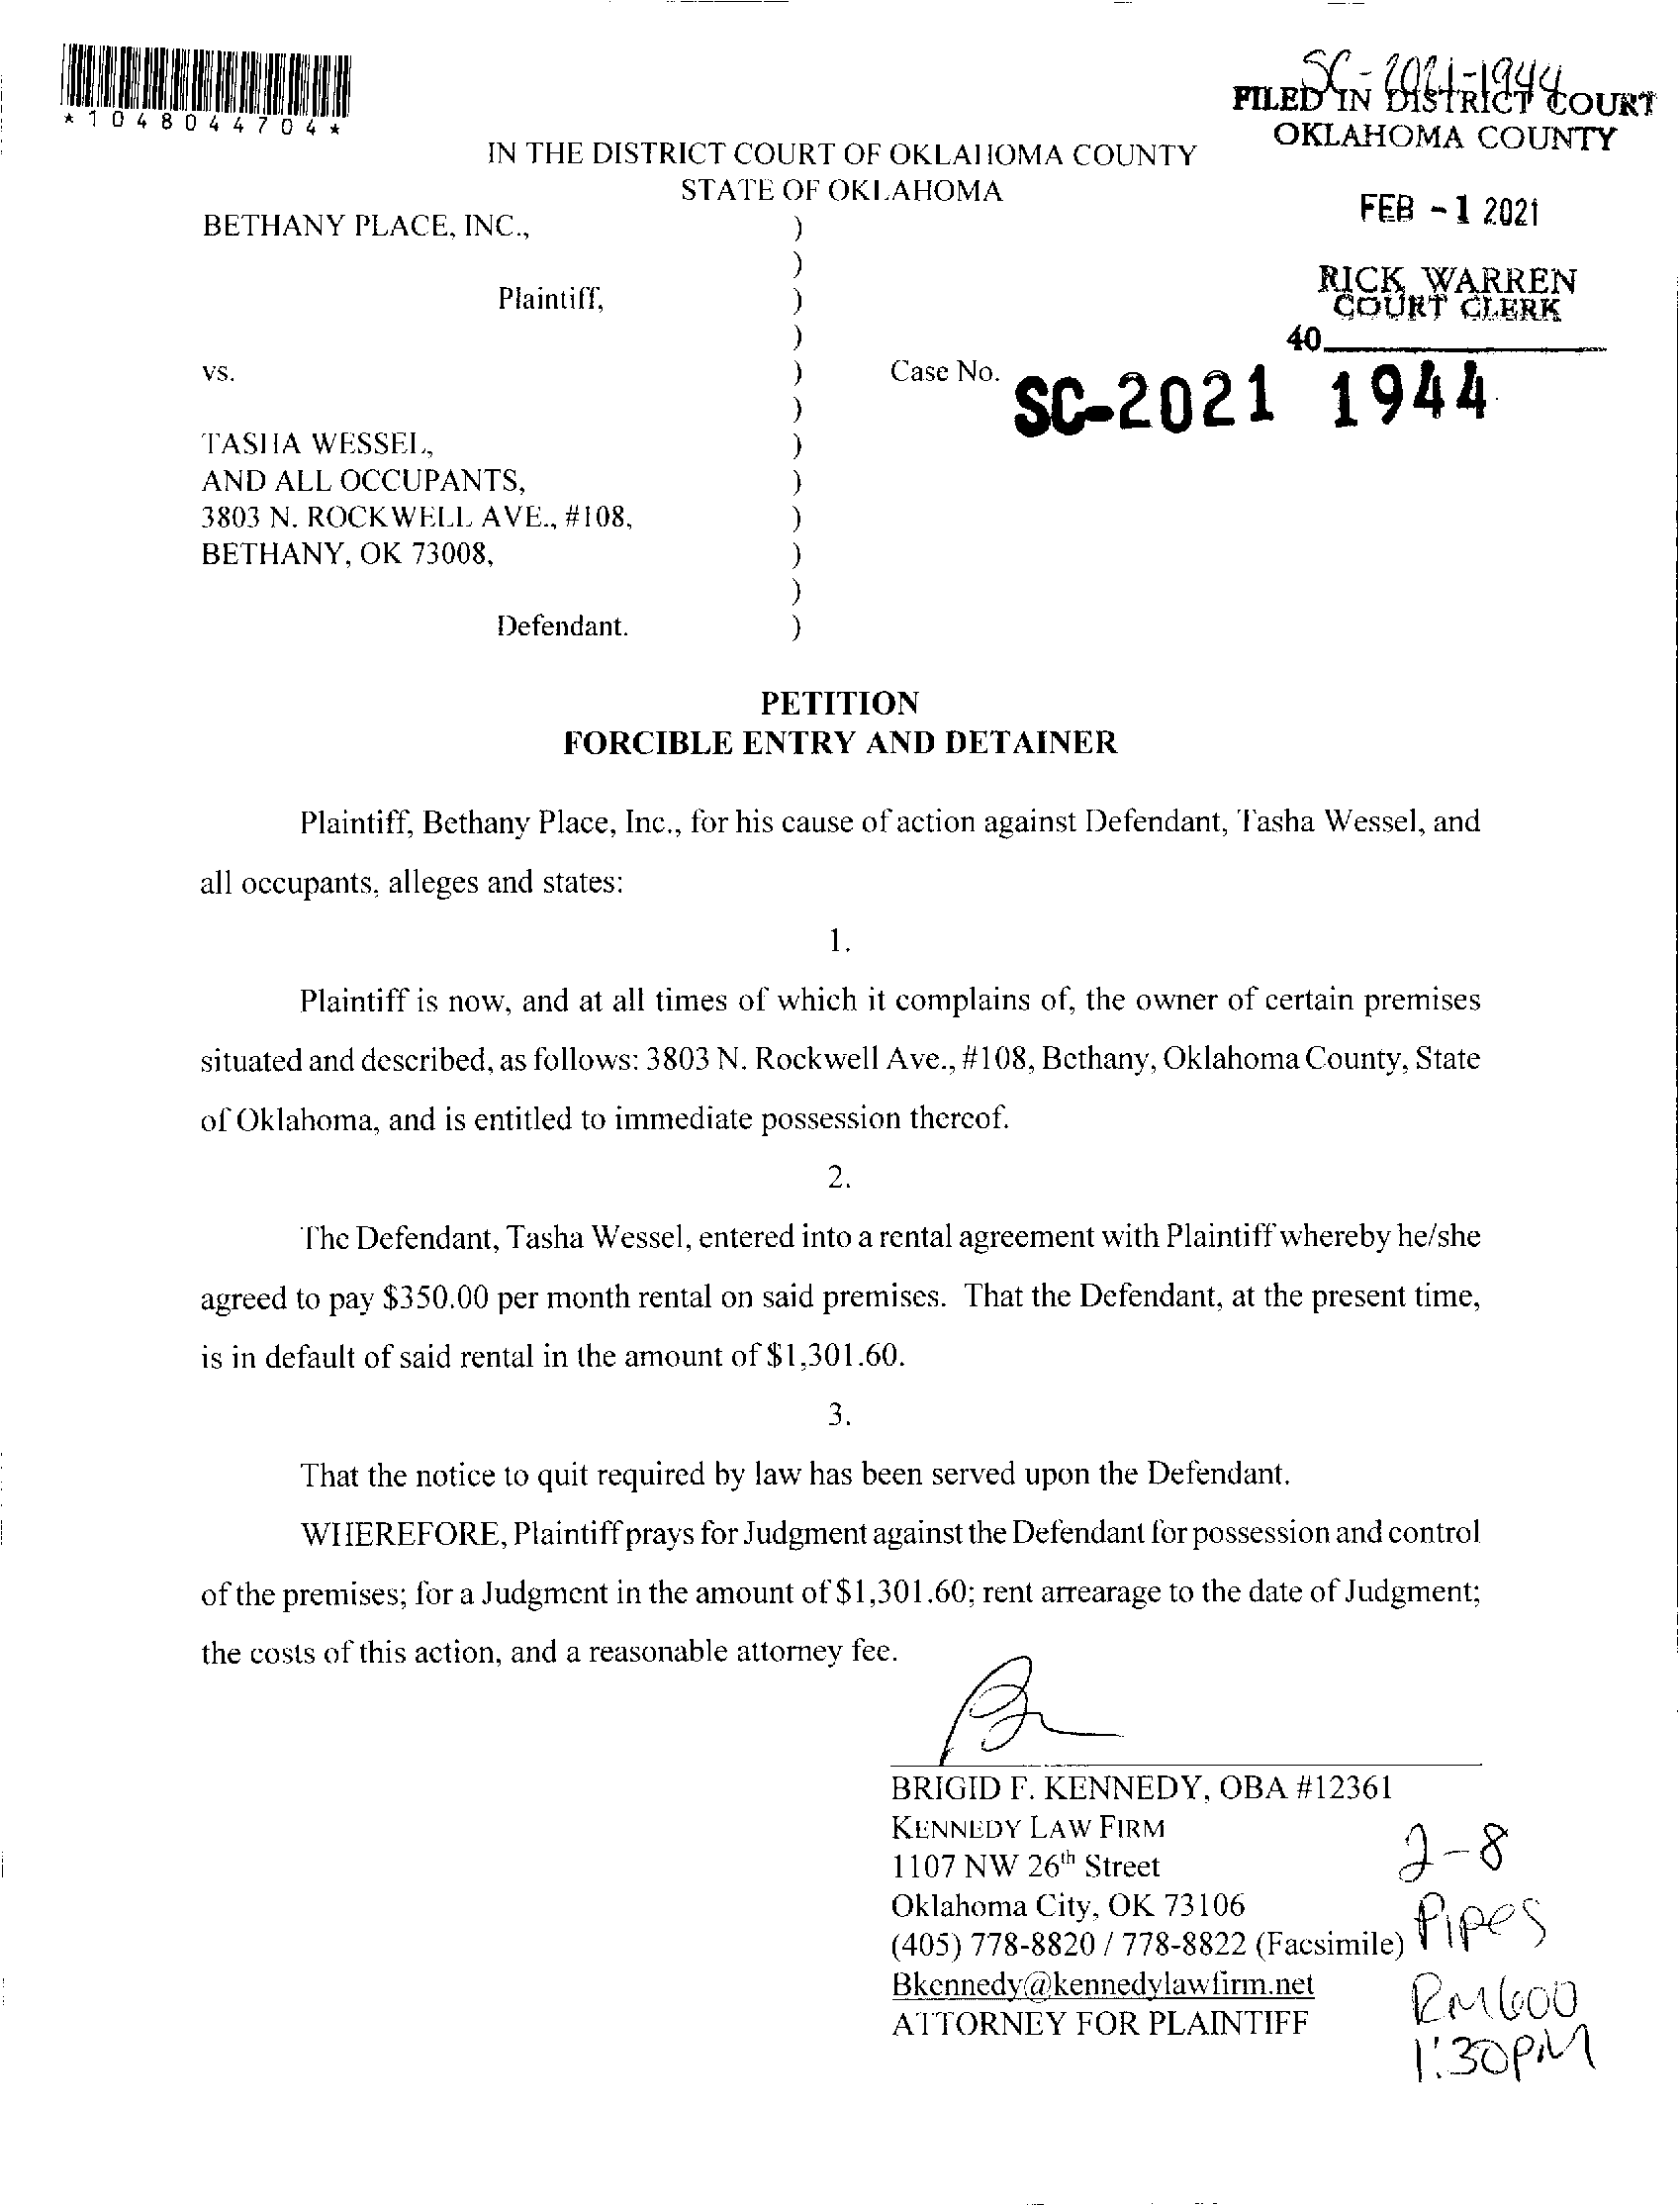 SC-2021-1944
FILED IN DISTRICT COURT
OKLAHOMA COUNTY
*1048044704*
IN THE DISTRICT COURT OF OKLAHOMA COUNTY
STATE OF OKLAHOMA
FEB -1 2021
BETHANY PLACE, INC., )
)
RICK WARREN
COURT CLERK
Plaintiff, )
)
40
vs. ) Case No. SC-2021 1944
)
TASHA WESSEL, )
AND ALL OCCUPANTS, )
3803 N. ROCKWELL AVE., #108, )
BETHANY, OK 73008, )
)
Defendant. )
PETITION
FORCIBLE ENTRY AND DETAINER
Plaintiff, Bethany Place, Inc., for his cause of action against Defendant, Tasha Wessel, and
all occupants, alleges and states:
1.
Plaintiff is now, and at all times of which it complains of, the owner of certain premises
situated and described, as follows: 3803 N. Rockwell Ave., #108, Bethany, Oklahoma County, State
of Oklahoma, and is entitled to immediate possession thereof.
2.
The Defendant, Tasha Wessel, entered into a rental agreement with Plaintiff whereby he/she
agreed to pay $350.00 per month rental on said premises. That the Defendant, at the present time,
is in default of said rental in the amount of $1,301.60.
3.
That the notice to quit required by law has been served upon the Defendant.
WHEREFORE, Plaintiff prays for Judgment against the Defendant for possession and control
of the premises; for a Judgment in the amount of $1,301.60; rent arrearage to the date of Judgment;
the costs of this action, and a reasonable attorney fee.
BRIGID F. KENNEDY, OBA #12361
KENNEDY LAW FIRM
1107 NW 26th Street
Oklahoma City, OK 73106
(405) 778-8820 / 778-8822 (Facsimile)
Bkennedy@kennedylawfirm.net
ATTORNEY FOR PLAINTIFF
2-8
Pipes
RM600
1:30PM